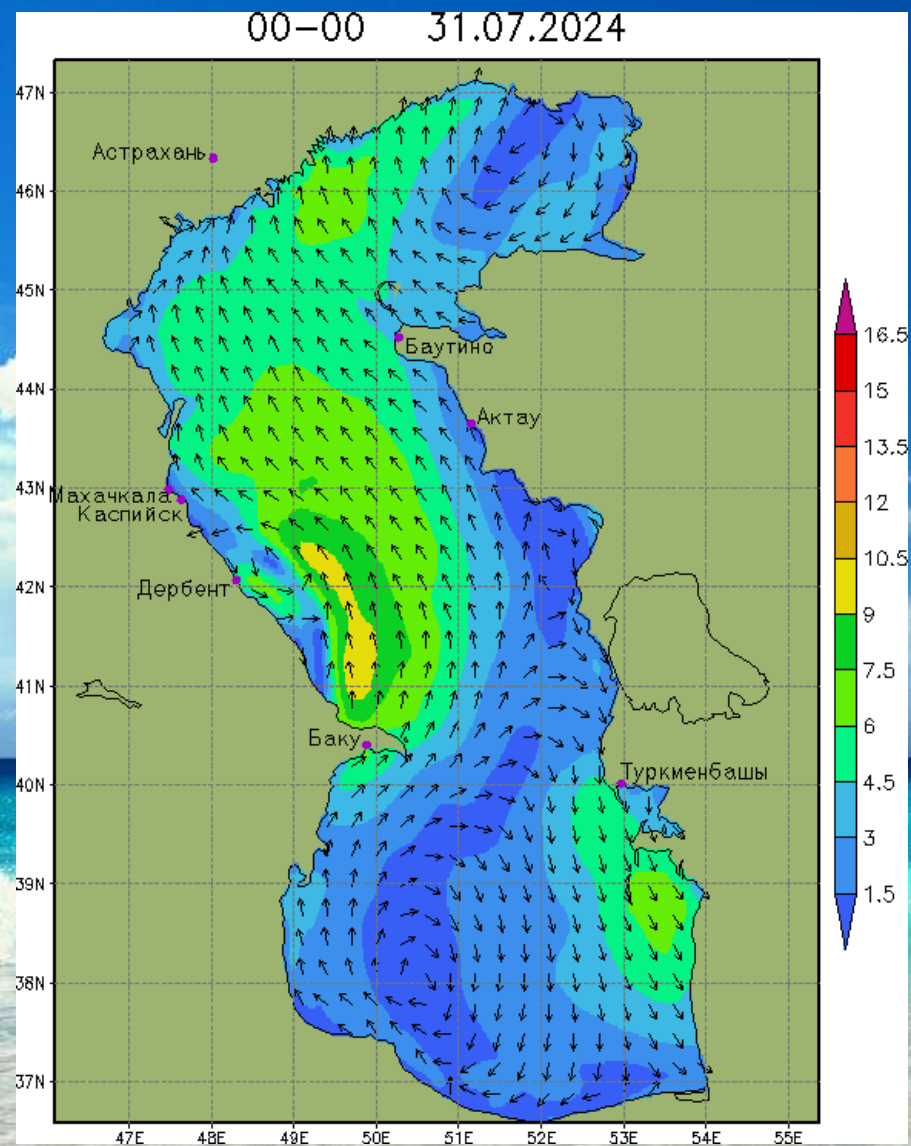 00-00 31.07.2024
47N
Астрахань
46N
45N
Баутино
44N
Актау
43N
Махачкала
Каспийск
42N
Дербент
41N
Баку
40N
Туркменбашы
39N
38N
37N
47E 48E 49E 50E 51E 52E 53E 54E 55E
16.5
15
13.5
12
10.5
9
7.5
6
4.5
3
1.5